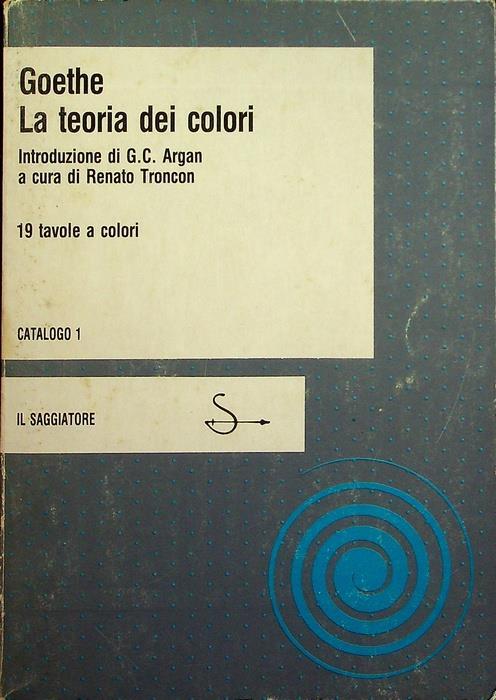 Goethe
La teoria dei colori
Introduzione di G.C. Argan
a cura di Renato Troncon
19 tavole a colori
CATALOGO 1
IL SAGGIATORE